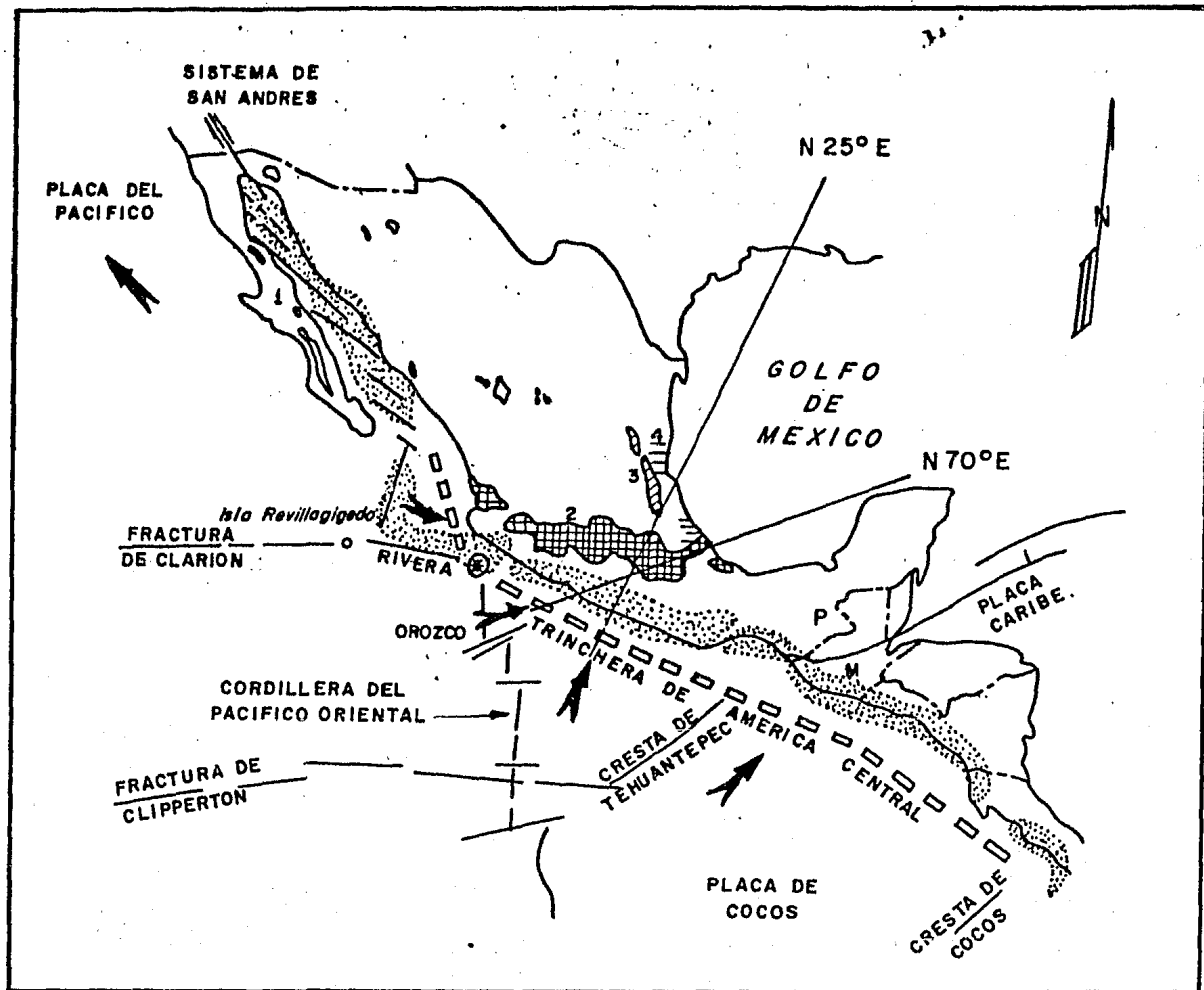 SISTEMA DE
SAN ANDRES
N 25° E
PLACA DEL
PACIFICO
N
1
GOLFO
DE
MEXICO
4
3
N 70° E
2
Isla Revillagigedo
FRACTURA
DE CLARION
RIVERA
PLACA
CARIBE.
P
M
OROZCO
TRINCHERA DE AMERICA CENTRAL
CORDILLERA DEL
PACIFICO ORIENTAL
CRESTA DE
TEHUANTEPEC
FRACTURA DE
CLIPPERTON
PLACA DE
COCOS
CRESTA DE
COCOS